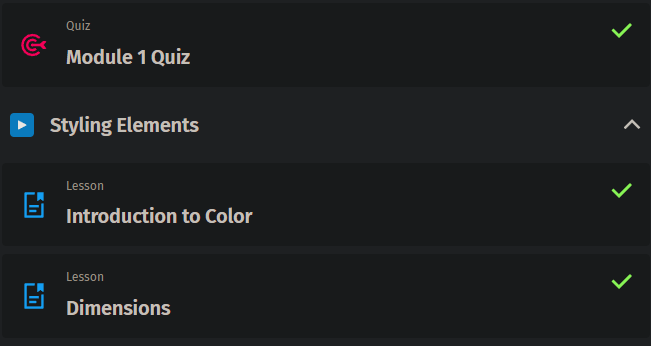 Quiz
Module 1 Quiz
Styling Elements
Lesson
Introduction to Color
Lesson
Dimensions